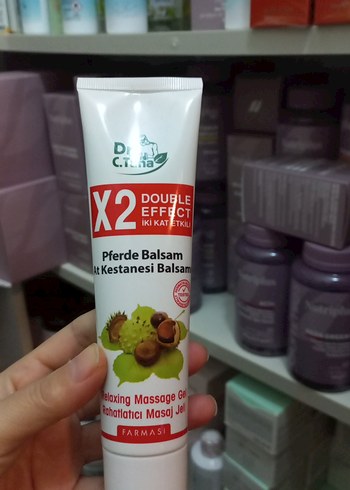 Dr.
C.Tuna
X2
DOUBLE
EFFECT
İKİ KAT ETKİLİ
Pferde Balsam
At Kestanesi Balsamı
Relaxing Massage Gel
Rahatlatıcı Masaj Jeli
FARMASi